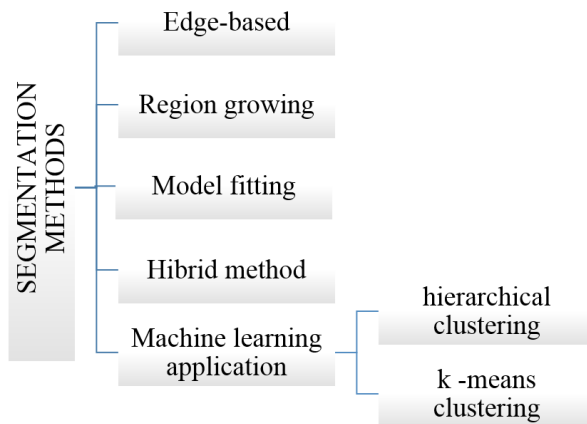 SEGMENTATION
METHODS
Edge-based
Region growing
Model fitting
Hibrid method
Machine learning
application
hierarchical
clustering
k -means
clustering